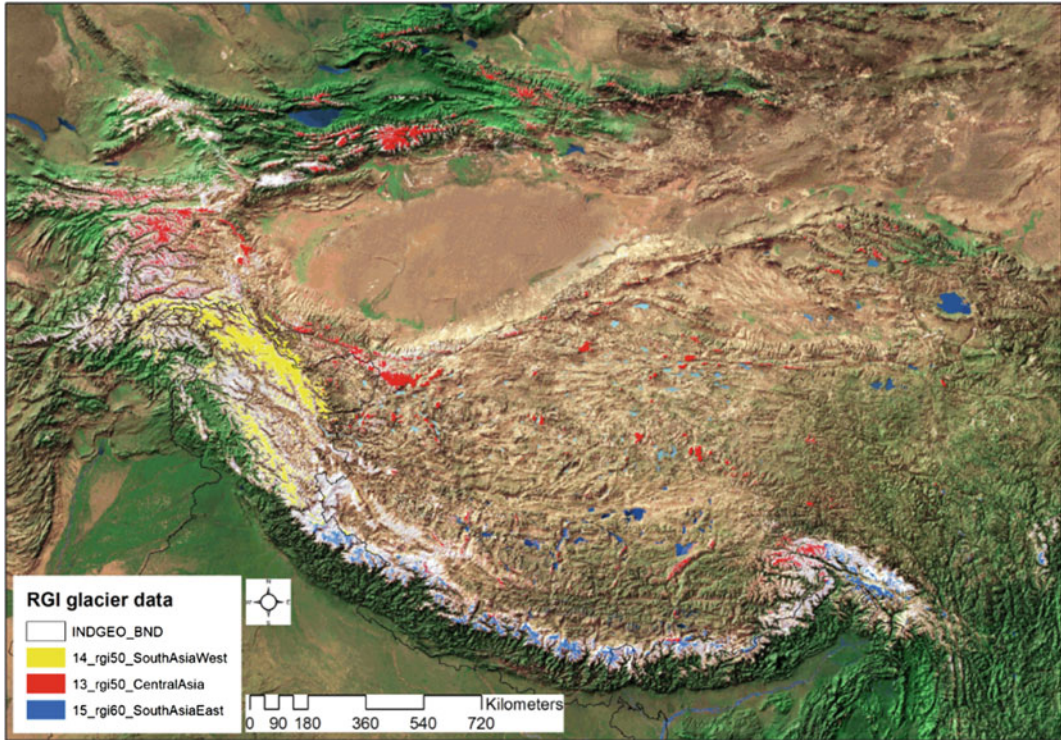 RGI glacier data
INDGEO_BND
14_rgi50_SouthAsiaWest
13_rgi50_CentralAsia
15_rgi60_SouthAsiaEast
N
W E
S
Kilometers
0 90 180 360 540 720